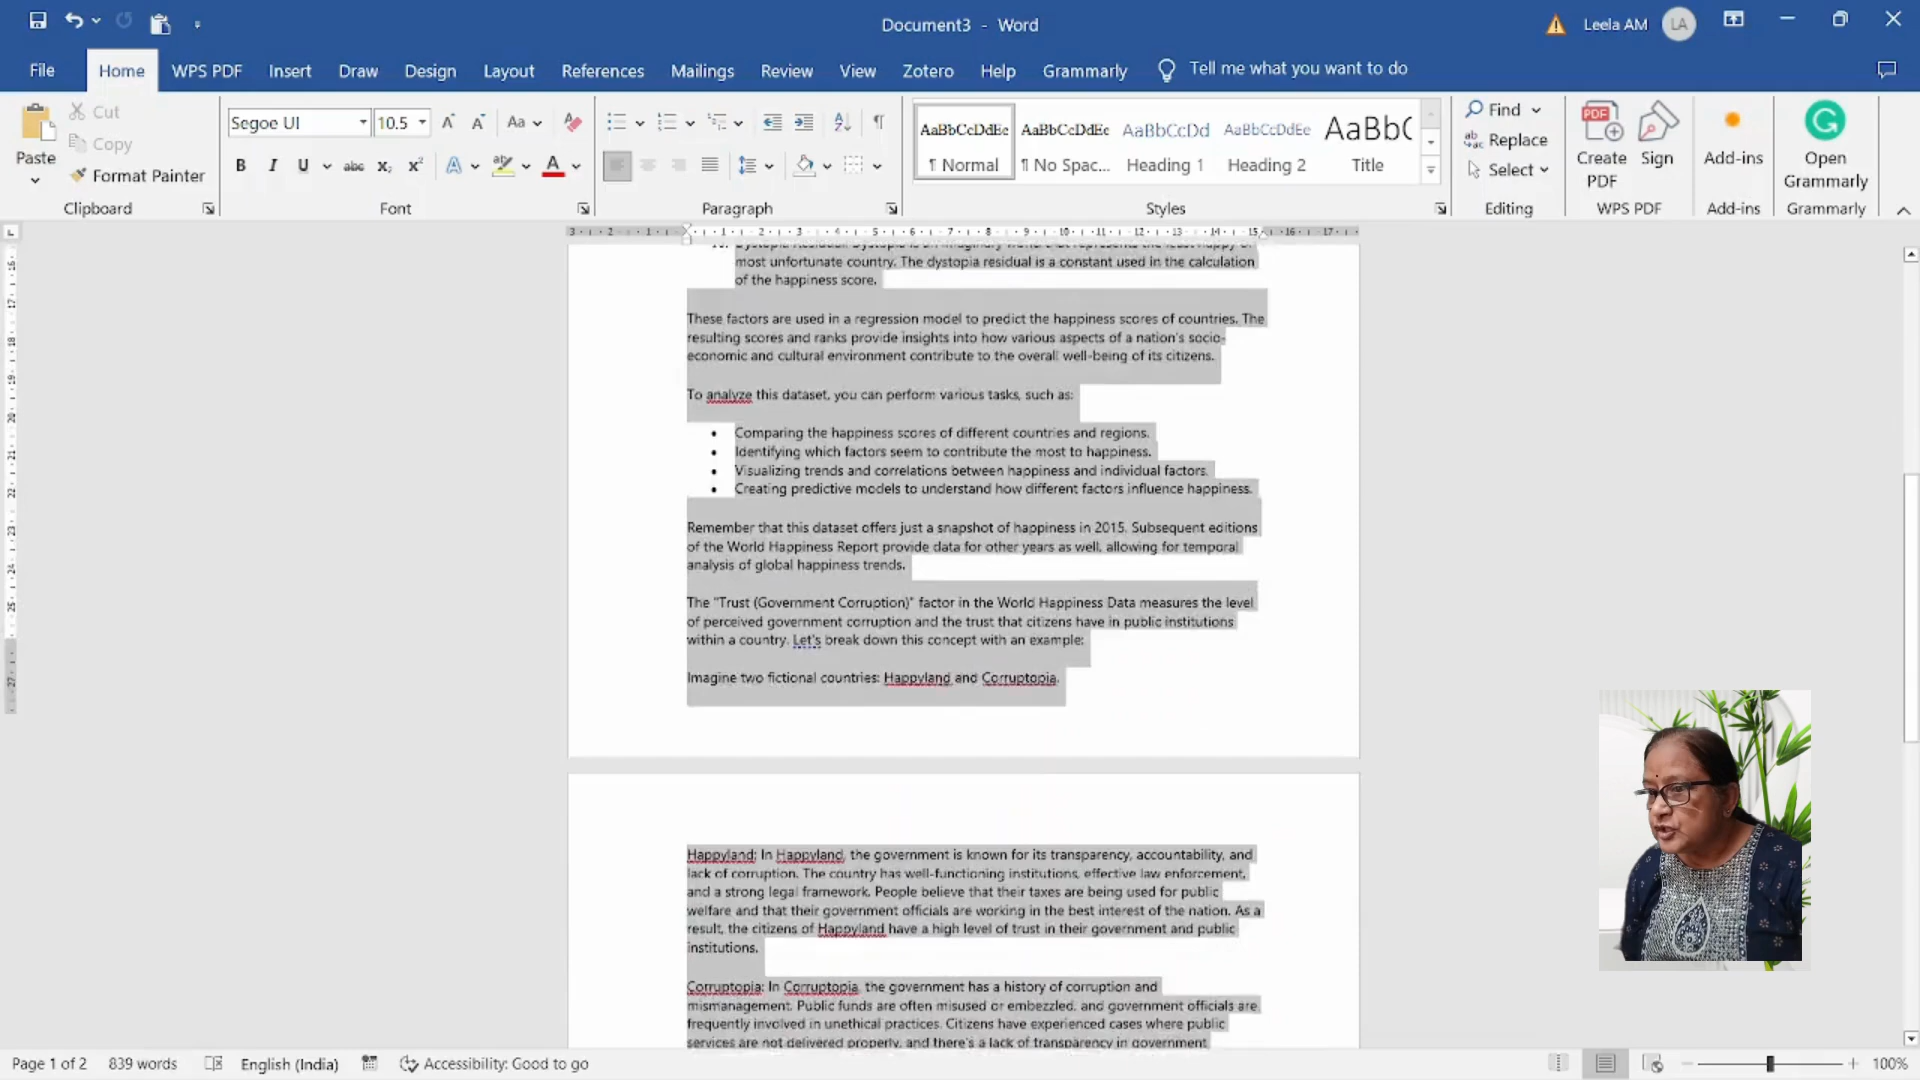 Document3 - Word
Leela AM
LA
File Home WPS PDF Insert Draw Design Layout References Mailings Review View Zotero Help Grammarly Tell me what you want to do
Paste
Cut
Copy
Format Painter
Clipboard
Segoe UI 10.5
Font
Paragraph
AaBbCcDdEe AaBbCcDdEe AaBbCcDd AaBbCcDdEe AaBbC
¶ Normal ¶ No Spac... Heading 1 Heading 2 Title
Styles
Find
Replace
Select
Editing
PDF
Create PDF
Sign
WPS PDF
Add-ins
Add-ins
Open Grammarly
Grammarly
most unfortunate country. The dystopia residual is a constant used in the calculation
of the happiness score.
These factors are used in a regression model to predict the happiness scores of countries. The
resulting scores and ranks provide insights into how various aspects of a nation's socio-
economic and cultural environment contribute to the overall well-being of its citizens.
To analyze this dataset, you can perform various tasks, such as:
• Comparing the happiness scores of different countries and regions.
• Identifying which factors seem to contribute the most to happiness.
• Visualizing trends and correlations between happiness and individual factors.
• Creating predictive models to understand how different factors influence happiness.
Remember that this dataset offers just a snapshot of happiness in 2015. Subsequent editions
of the World Happiness Report provide data for other years as well, allowing for temporal
analysis of global happiness trends.
The "Trust (Government Corruption)" factor in the World Happiness Data measures the level
of perceived government corruption and the trust that citizens have in public institutions
within a country. Let's break down this concept with an example:
Imagine two fictional countries: Happyland and Corruptopia.
Happyland: In Happyland, the government is known for its transparency, accountability, and
lack of corruption. The country has well-functioning institutions, effective law enforcement,
and a strong legal framework. People believe that their taxes are being used for public
welfare and that their government officials are working in the best interest of the nation. As a
result, the citizens of Happyland have a high level of trust in their government and public
institutions.
Corruptopia: In Corruptopia, the government has a history of corruption and
mismanagement. Public funds are often misused or embezzled, and government officials are
frequently involved in unethical practices. Citizens have experienced cases where public
services are not delivered properly, and there's a lack of transparency in government
Page 1 of 2 839 words English (India) Accessibility: Good to go 100%